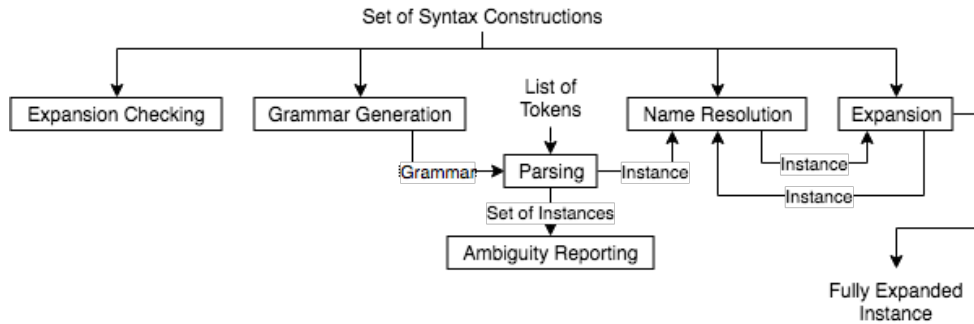 Set of Syntax Constructions
List of
Tokens
Expansion Checking
Grammar Generation
Name Resolution
Expansion
Instance
Grammar
Parsing
Instance
Instance
Set of Instances
Ambiguity Reporting
Fully Expanded
Instance